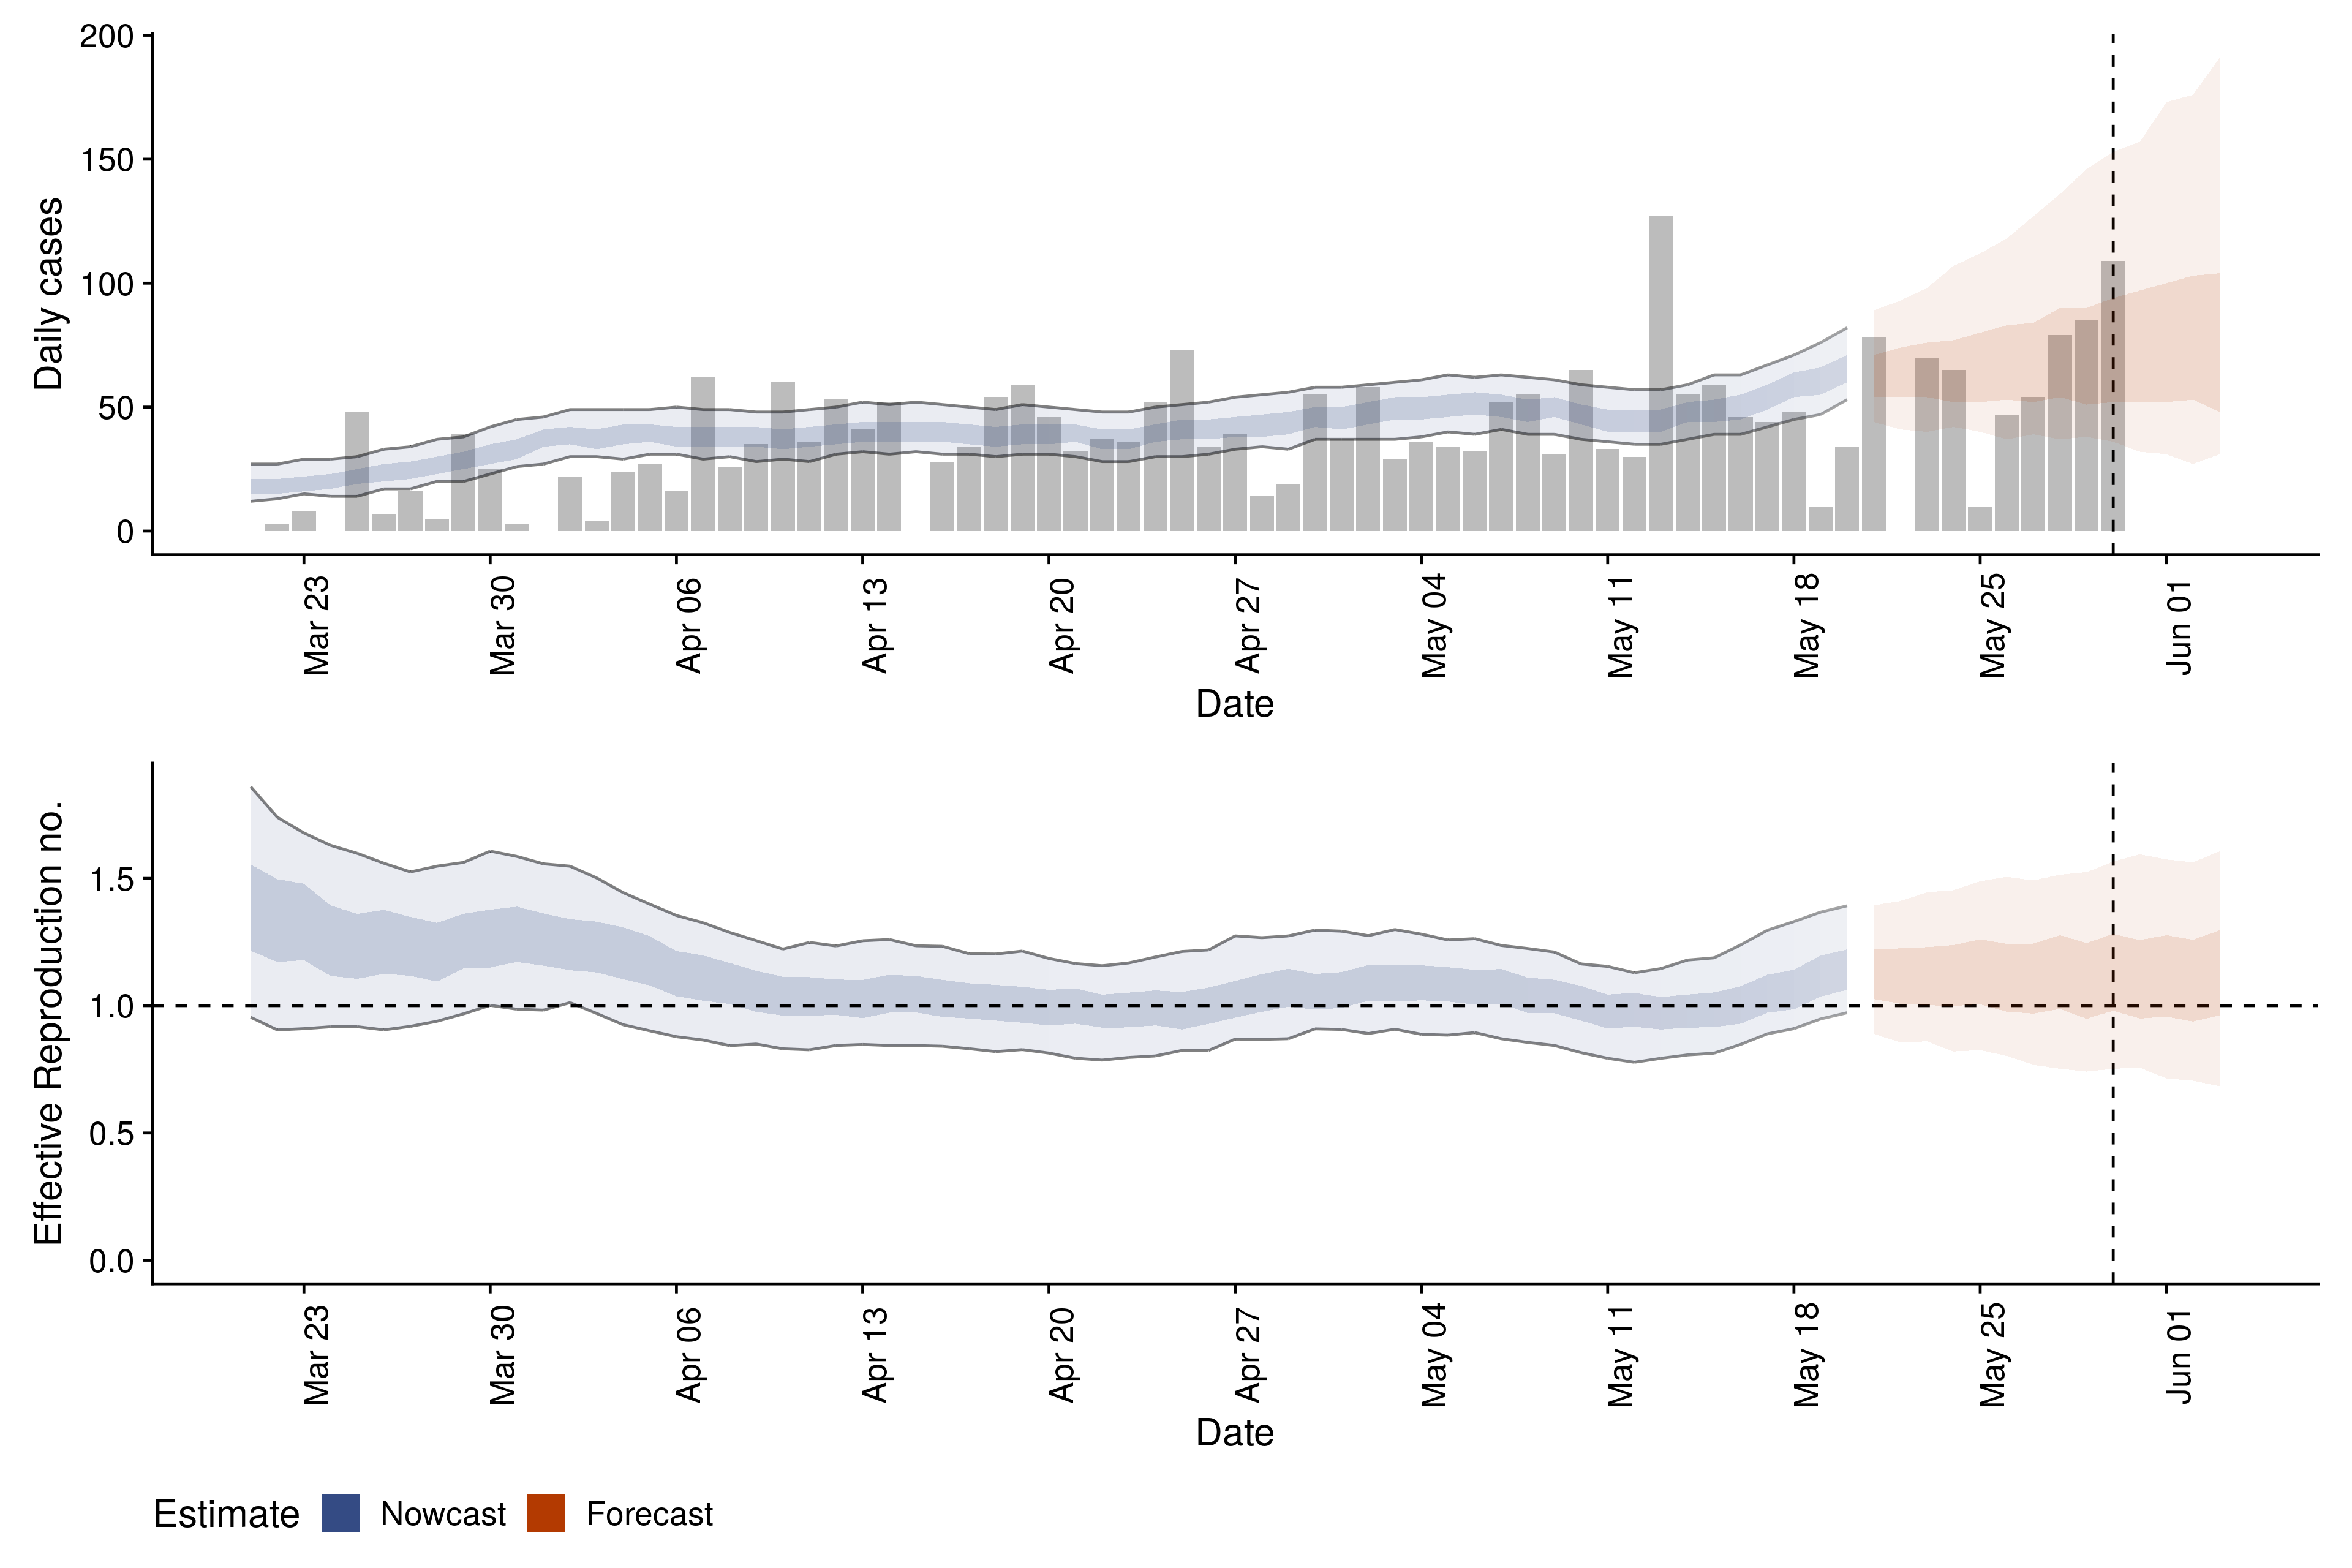 Daily cases
200
150
100
50
0
Mar 23
Mar 30
Apr 06
Apr 13
Apr 20
Apr 27
May 04
May 11
May 18
May 25
Jun 01
Date
Effective Reproduction no.
1.5
1.0
0.5
0.0
Mar 23
Mar 30
Apr 06
Apr 13
Apr 20
Apr 27
May 04
May 11
May 18
May 25
Jun 01
Date
Estimate Nowcast Forecast